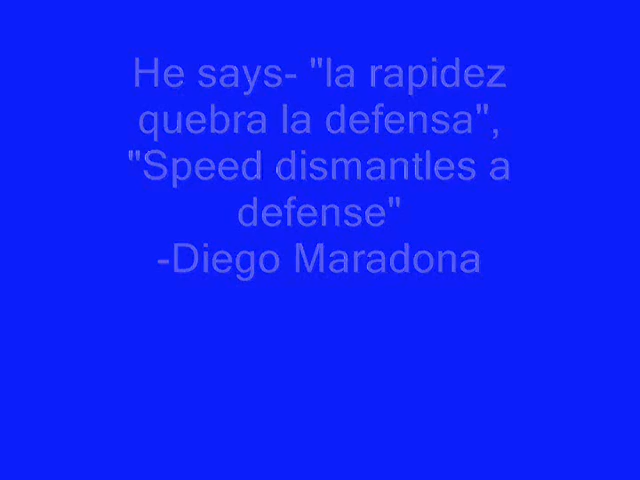 He says- "la rapidez
quebra la defensa",
"Speed dismantles a
defense"
-Diego Maradona